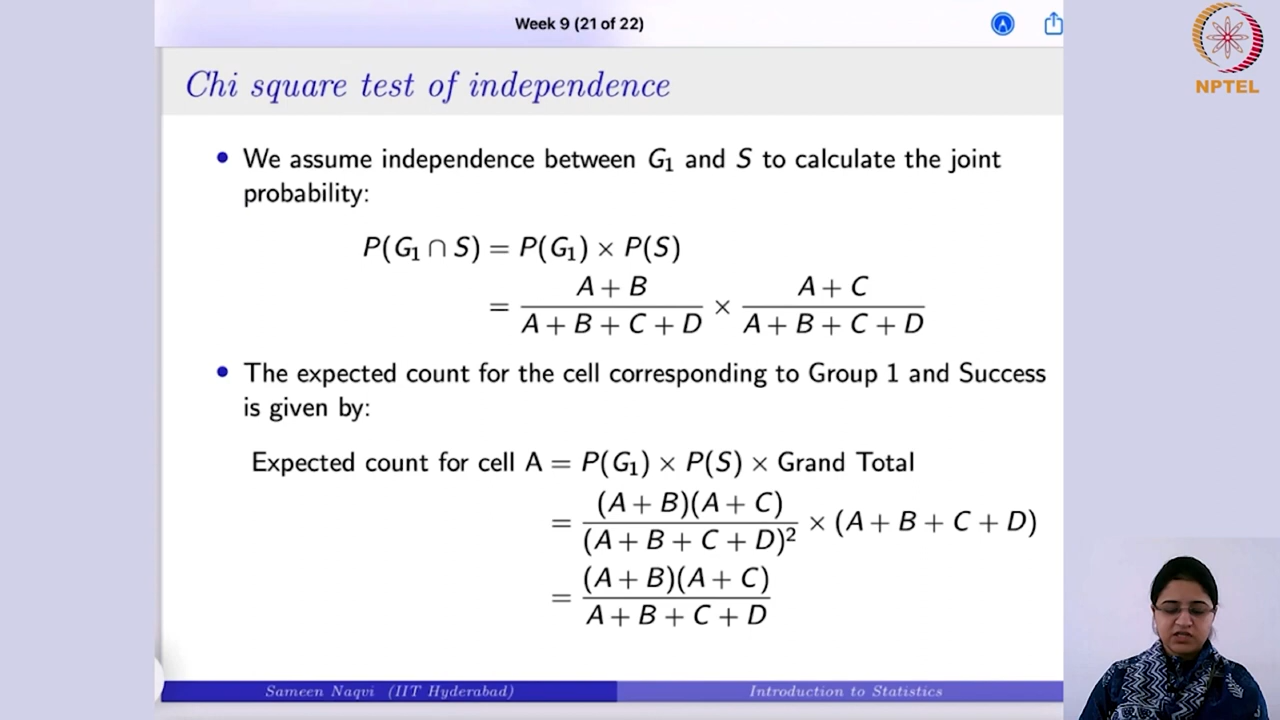 Week 9 (21 of 22)
NPTEL
Chi square test of independence
• We assume independence between G₁ and S to calculate the joint
probability:
P(G₁ ∩ S) = P(G₁) × P(S)
= (A + B)/(A + B + C + D) × (A + C)/(A + B + C + D)
• The expected count for the cell corresponding to Group 1 and Success
is given by:
Expected count for cell A = P(G₁) × P(S) × Grand Total
= (A + B)(A + C)/(A + B + C + D)² × (A + B + C + D)
= (A + B)(A + C)/(A + B + C + D)
Sameen Naqvi (IIT Hyderabad)
Introduction to Statistics